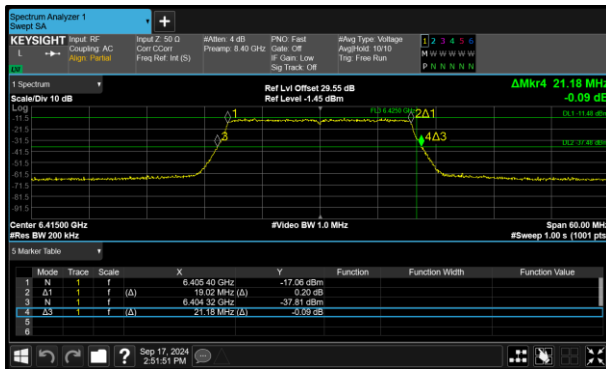 Spectrum Analyzer 1
Swept SA
+
KEYSIGHT Input: RF Input Z: 50 Ω #Atten: 4 dB PNO: Fast #Avg Type: Voltage 1 2 3 4 5 6
L Coupling: AC Corr CCorr Preamp: 8.40 GHz Gate: Off Avg|Hold: 10/10 M W W W W W
Align: Partial Freq Ref: Int (S) IF Gain: Low Trig: Free Run
Sig Track: Off P N N N N N
1 Spectrum Ref Lvl Offset 29.55 dB ΔMkr4 21.18 MHz
Scale/Div 10 dB Ref Level -1.45 dBm -0.09 dB
Log
-11.5
-21.5
-31.5
-41.5
-51.5
-61.5
-71.5
-81.5
-91.5
1
2Δ1
3
4Δ3
DL1 -11.48 dBm
DL2 -37.48 dBm
Center 6.41500 GHz #Video BW 1.0 MHz Span 60.00 MHz
#Res BW 200 kHz #Sweep 1.00 s (1001 pts)
5 Marker Table
Mode Trace Scale X Y Function Function Width Function Value
1 N 1 f 6.405 40 GHz -17.06 dBm
2 Δ1 1 f (Δ) 19.02 MHz (Δ) 0.20 dB
3 N 1 f 6.404 32 GHz -37.81 dBm
4 Δ3 1 f (Δ) 21.18 MHz (Δ) -0.09 dB
5
6
? Sep 17, 2024
2:51:51 PM